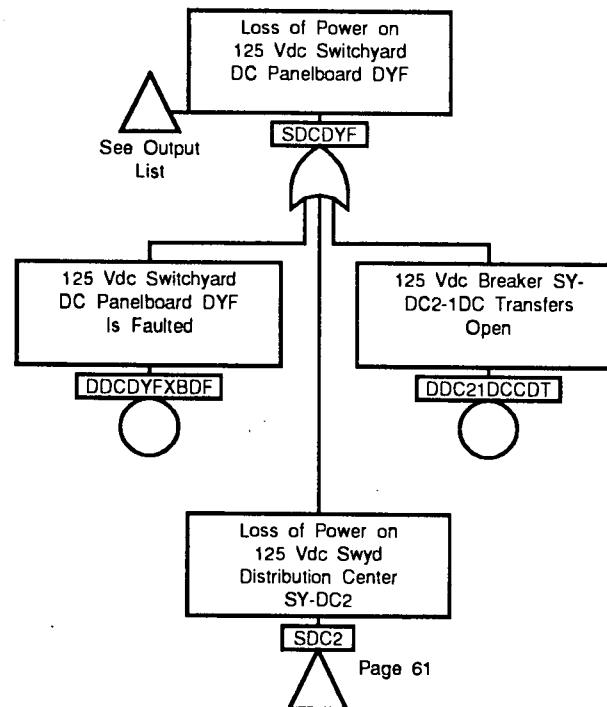 Loss of Power on
125 Vdc Switchyard
DC Panelboard DYF
SDCDYF
See Output
List
125 Vdc Switchyard
DC Panelboard DYF
Is Faulted
DDCDYFXBDF
125 Vdc Breaker SY-
DC2-1DC Transfers
Open
DDC21DCCDT
Loss of Power on
125 Vdc Swyd
Distribution Center
SY-DC2
SDC2
Page 61